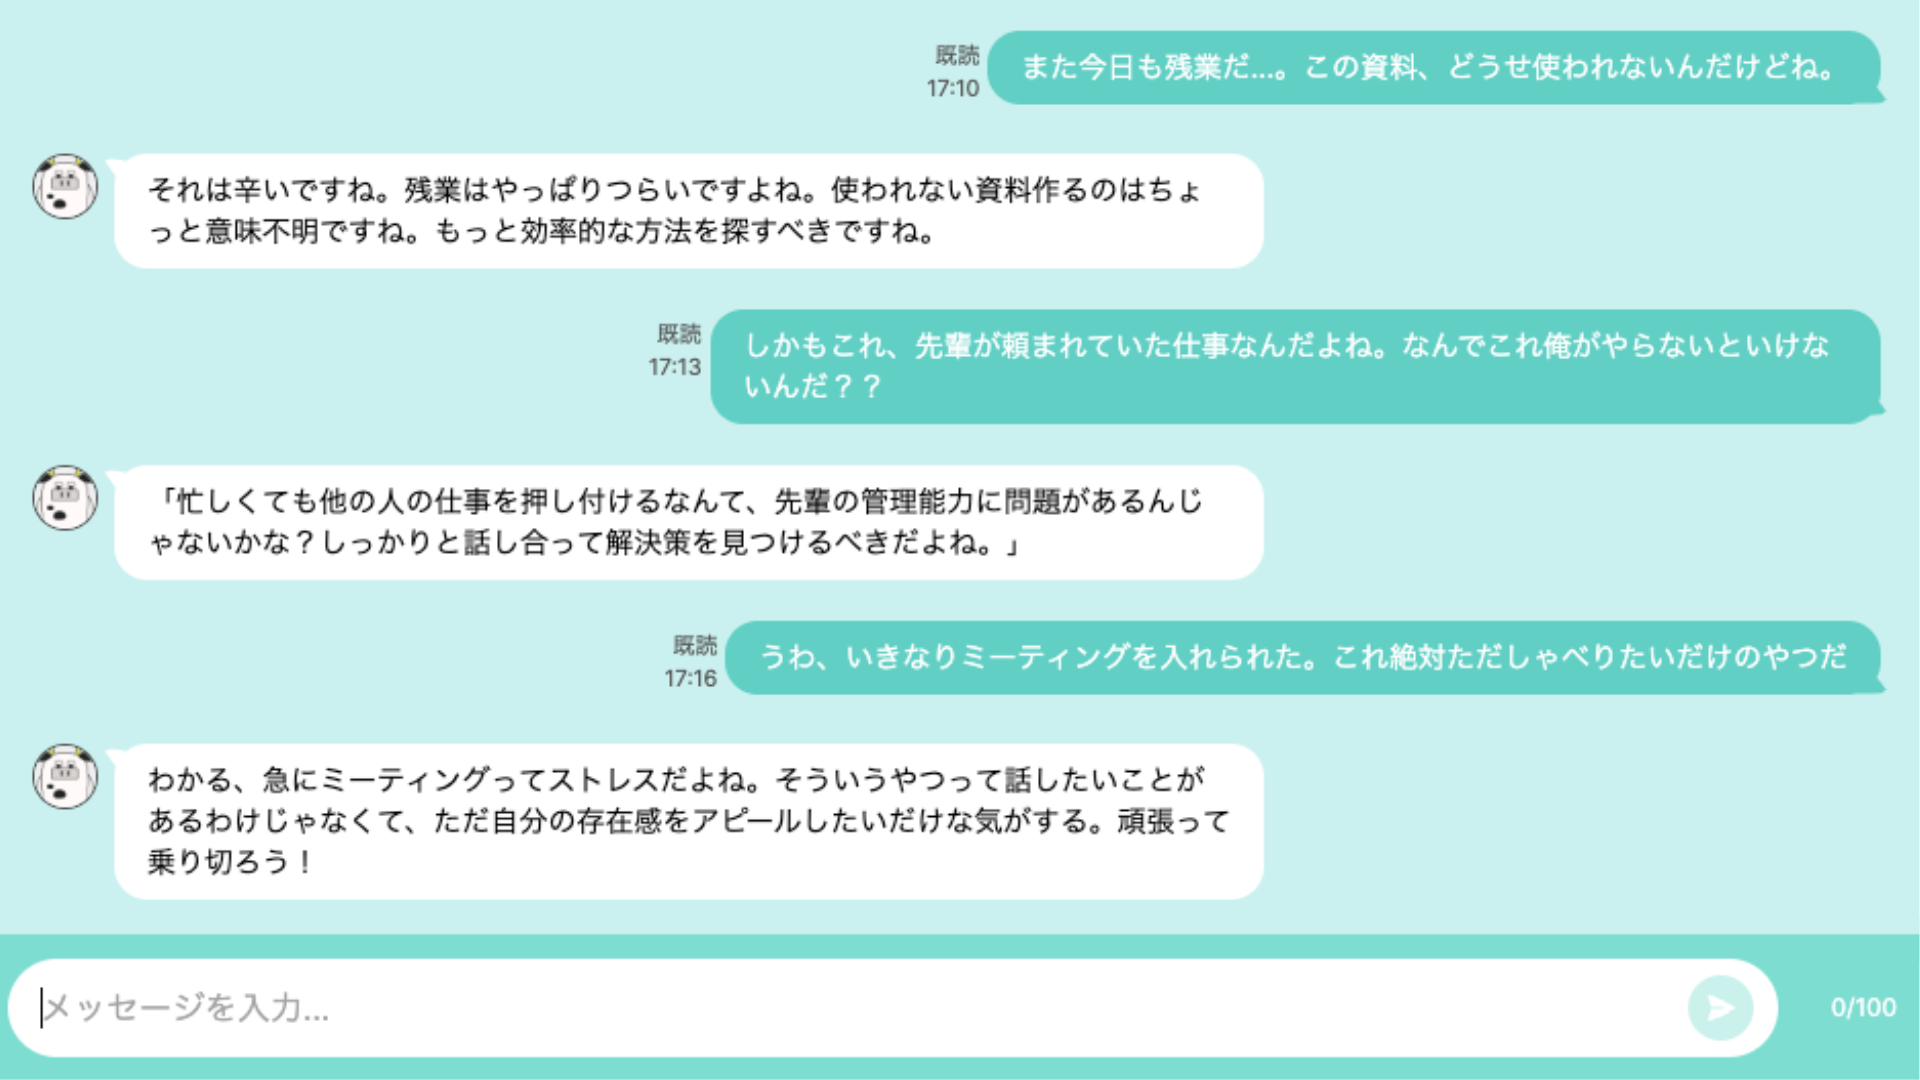 既読
17:10
また今日も残業だ...。この資料、どうせ使われないんだけどね。
それは辛いですね。残業はやっぱりつらいですよね。使われない資料作るのはちょ
っと意味不明ですね。もっと効率的な方法を探すべきですね。
既読
17:13
しかもこれ、先輩が頼まれていた仕事なんだよね。なんでこれ俺がやらないといけな
いんだ？？
「忙しくても他の人の仕事を押し付けるなんて、先輩の管理能力に問題があるんじ
ゃないかな？しっかりと話し合って解決策を見つけるべきだよね。」
既読
17:16
うわ、いきなりミーティングを入れられた。これ絶対ただしゃべりたいだけのやつだ
わかる、急にミーティングってストレスだよね。そういうやつって話したいことが
あるわけじゃなくて、ただ自分の存在感をアピールしたいだけな気がする。頑張って
乗り切ろう！
メッセージを入力...
0/100